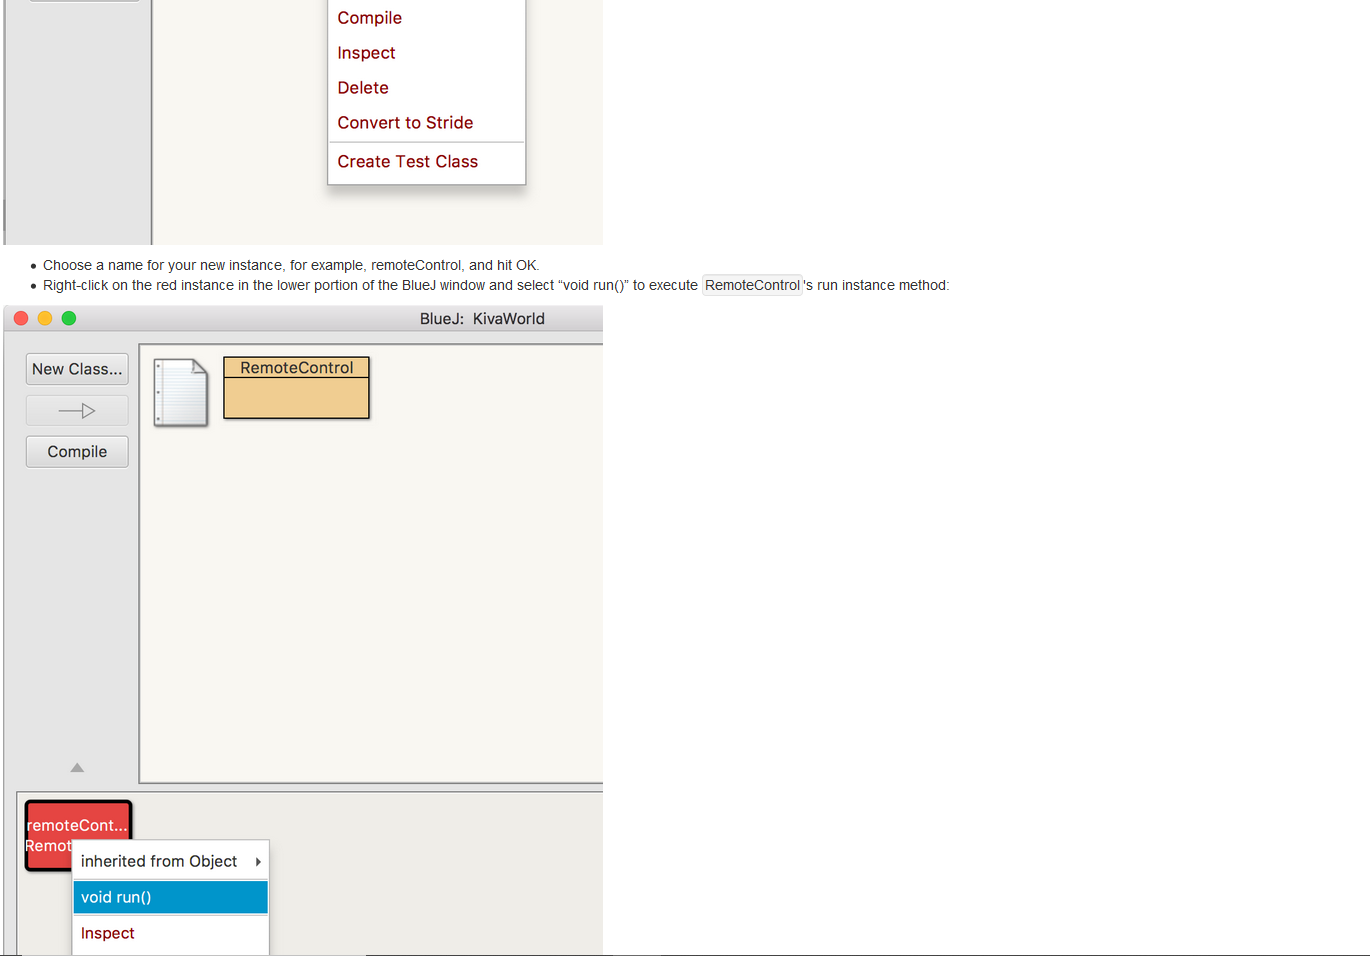 Compile
Inspect
Delete
Convert to Stride
Create Test Class
Choose a name for your new instance, for example, remoteControl, and hit OK.
Right-click on the red instance in the lower portion of the BlueJ window and select “void run()” to execute RemoteControl's run instance method:
BlueJ: KivaWorld
New Class...
RemoteControl
Compile
remoteCont...
Remot
inherited from Object
void run()
Inspect